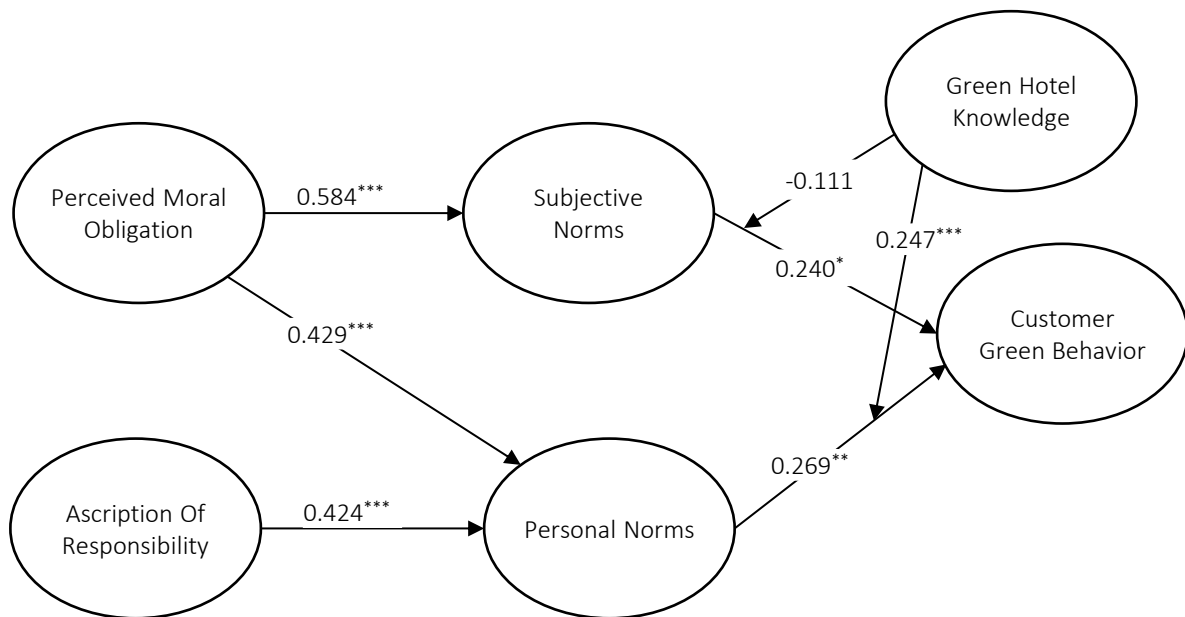 Green Hotel
Knowledge
Perceived Moral
Obligation
0.584***
Subjective
Norms
-0.111
0.247***
0.240*
Customer
Green Behavior
0.429***
Ascription Of
Responsibility
0.424***
Personal Norms
0.269**